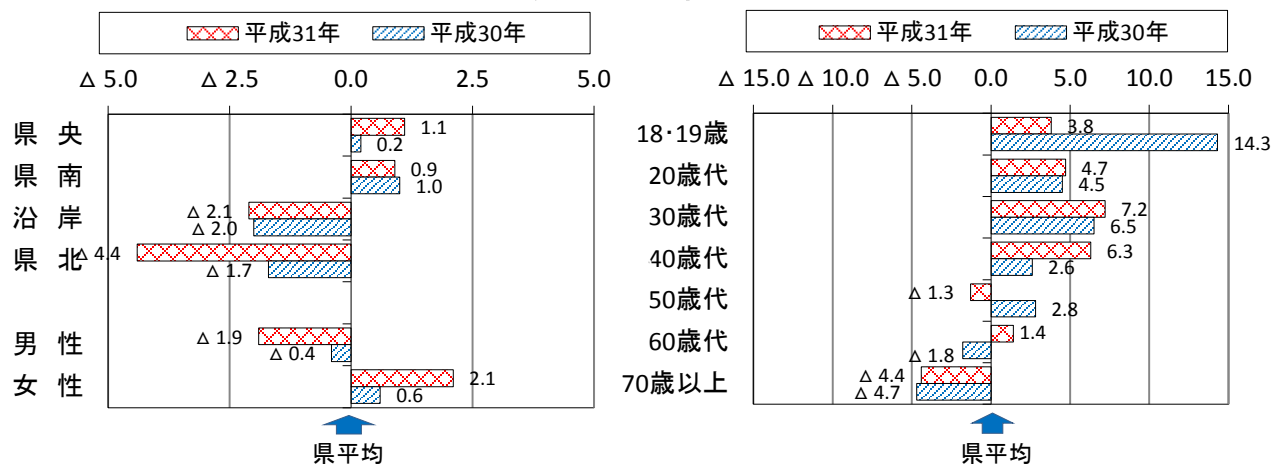 平成31年 平成30年
△ 5.0 △ 2.5 0.0 2.5 5.0
県 央 1.1
0.2
県 南 0.9
1.0
沿 岸 △ 2.1
△ 2.0
県 北 △ 4.4
△ 1.7
男 性 △ 1.9
△ 0.4
女 性 2.1
0.6
県平均
平成31年 平成30年
△ 15.0 △ 10.0 △ 5.0 0.0 5.0 10.0 15.0
18・19歳 3.8
14.3
20歳代 4.7
4.5
30歳代 7.2
6.5
40歳代 6.3
2.6
50歳代 △ 1.3
2.8
60歳代 1.4
△ 1.8
70歳以上 △ 4.4
△ 4.7
県平均